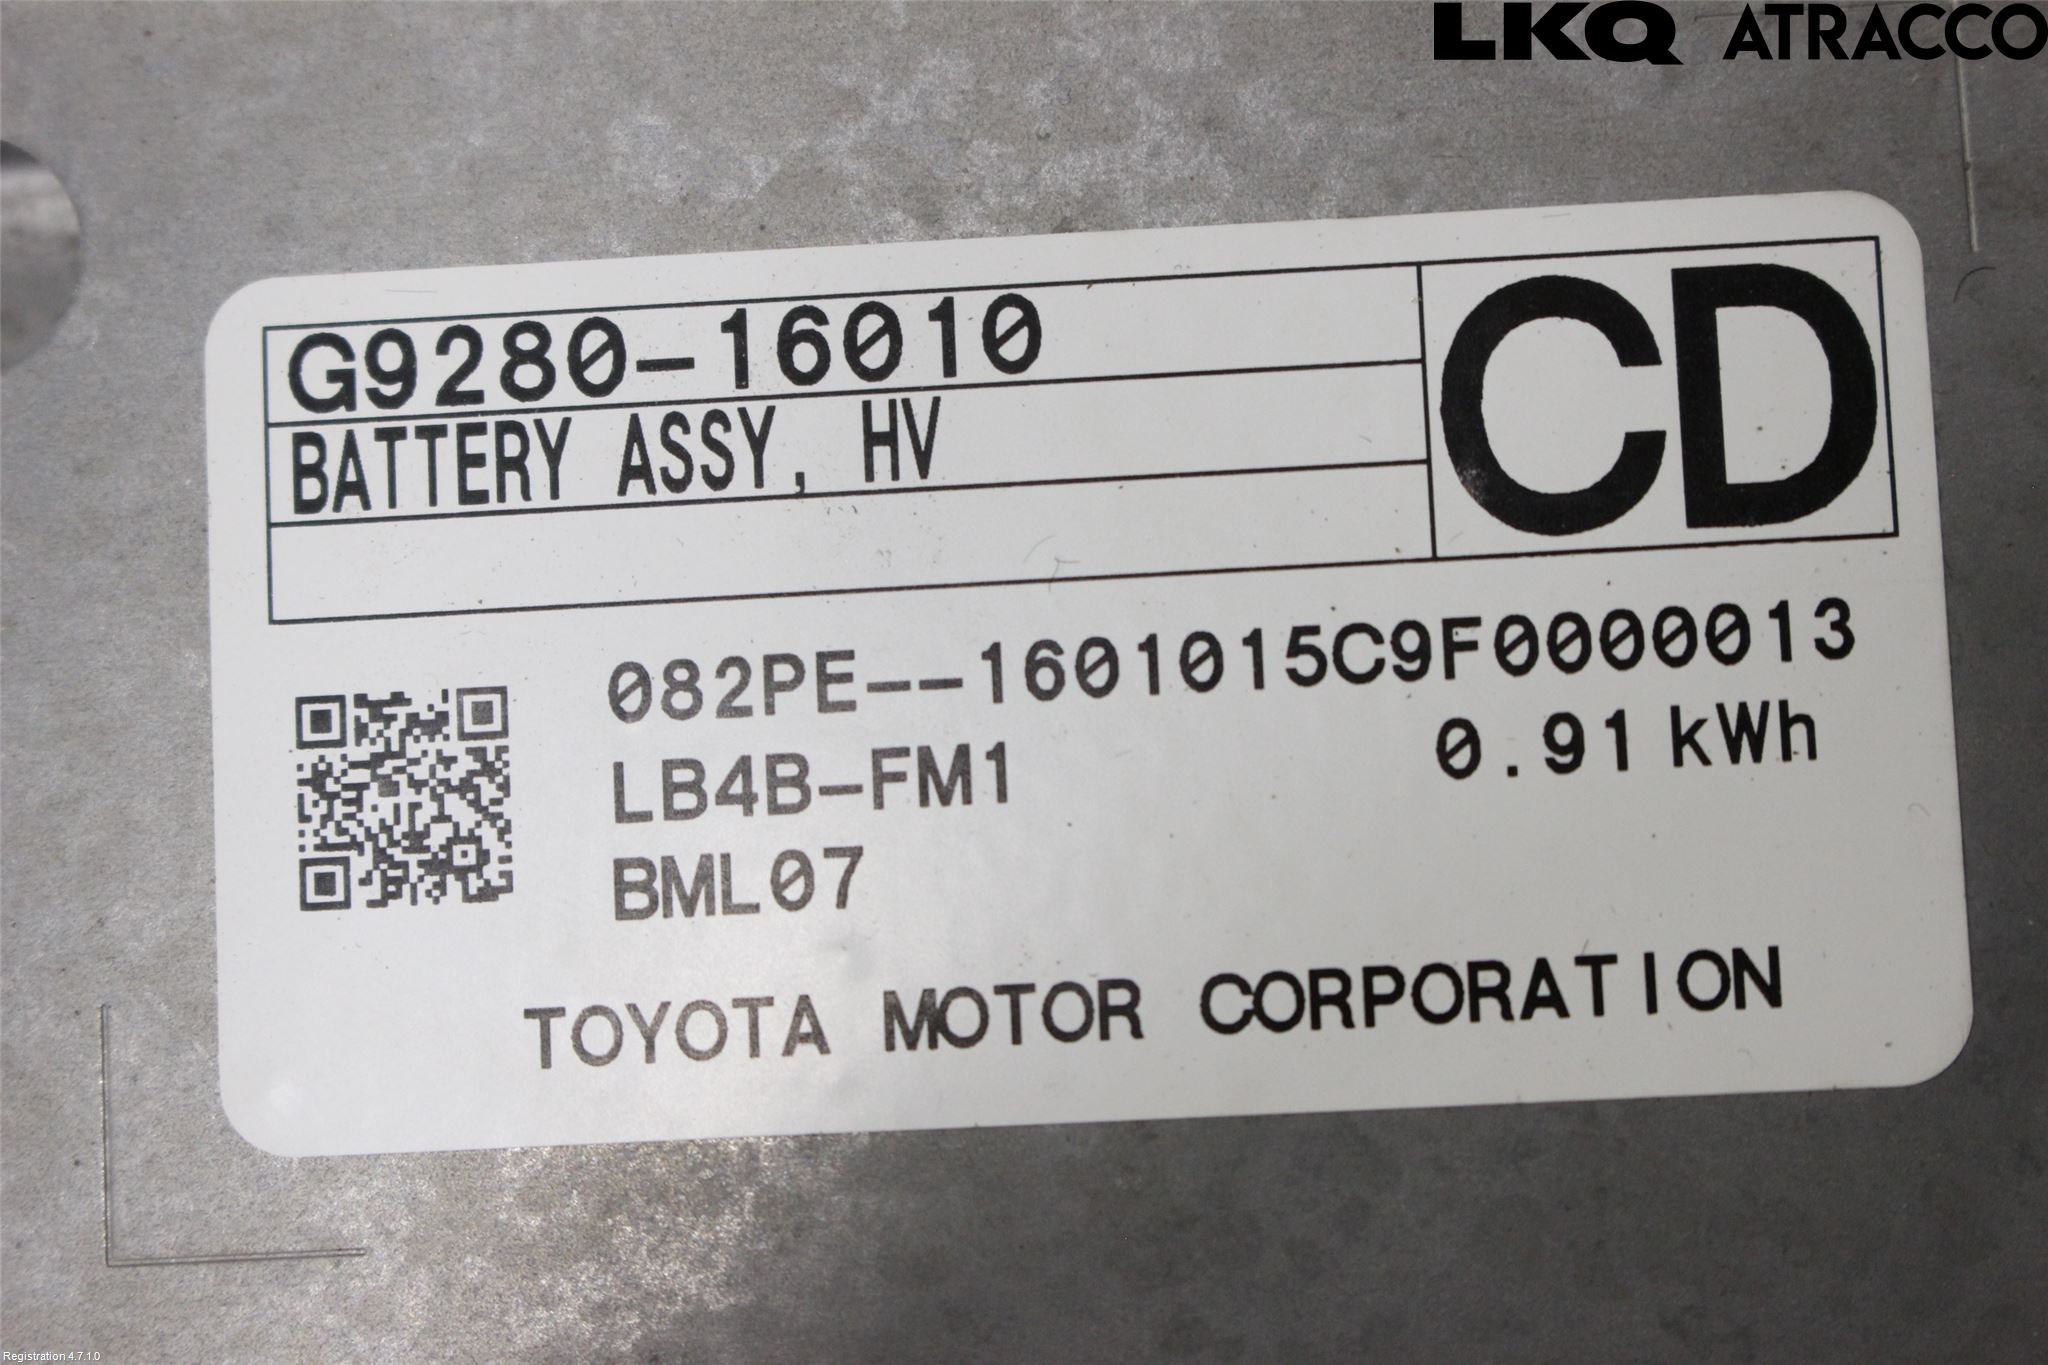 LKQ ATRACCO
G9280-16010
CD
BATTERY ASSY, HV
082PE--1601015C9F0000013
LB4B-FM1
0.91 kWh
BML07
TOYOTA MOTOR CORPORATION
Registration 4.7.1.0